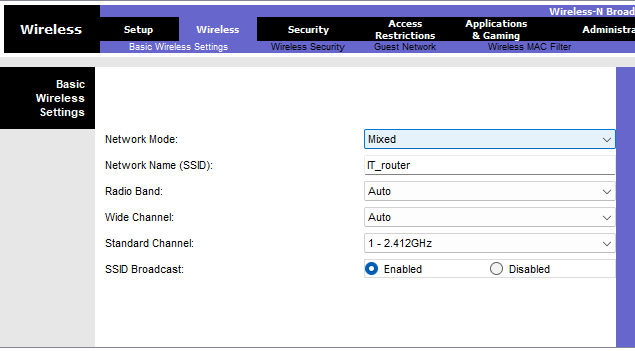 Wireless-N Broad
Wireless
Setup Wireless Security Access Restrictions Applications & Gaming Administra
Basic Wireless Settings Wireless Security Guest Network Wireless MAC Filter
Basic
Wireless
Settings
Network Mode: Mixed
Network Name (SSID): IT_router
Radio Band: Auto
Wide Channel: Auto
Standard Channel: 1 - 2.412GHz
SSID Broadcast: Enabled Disabled